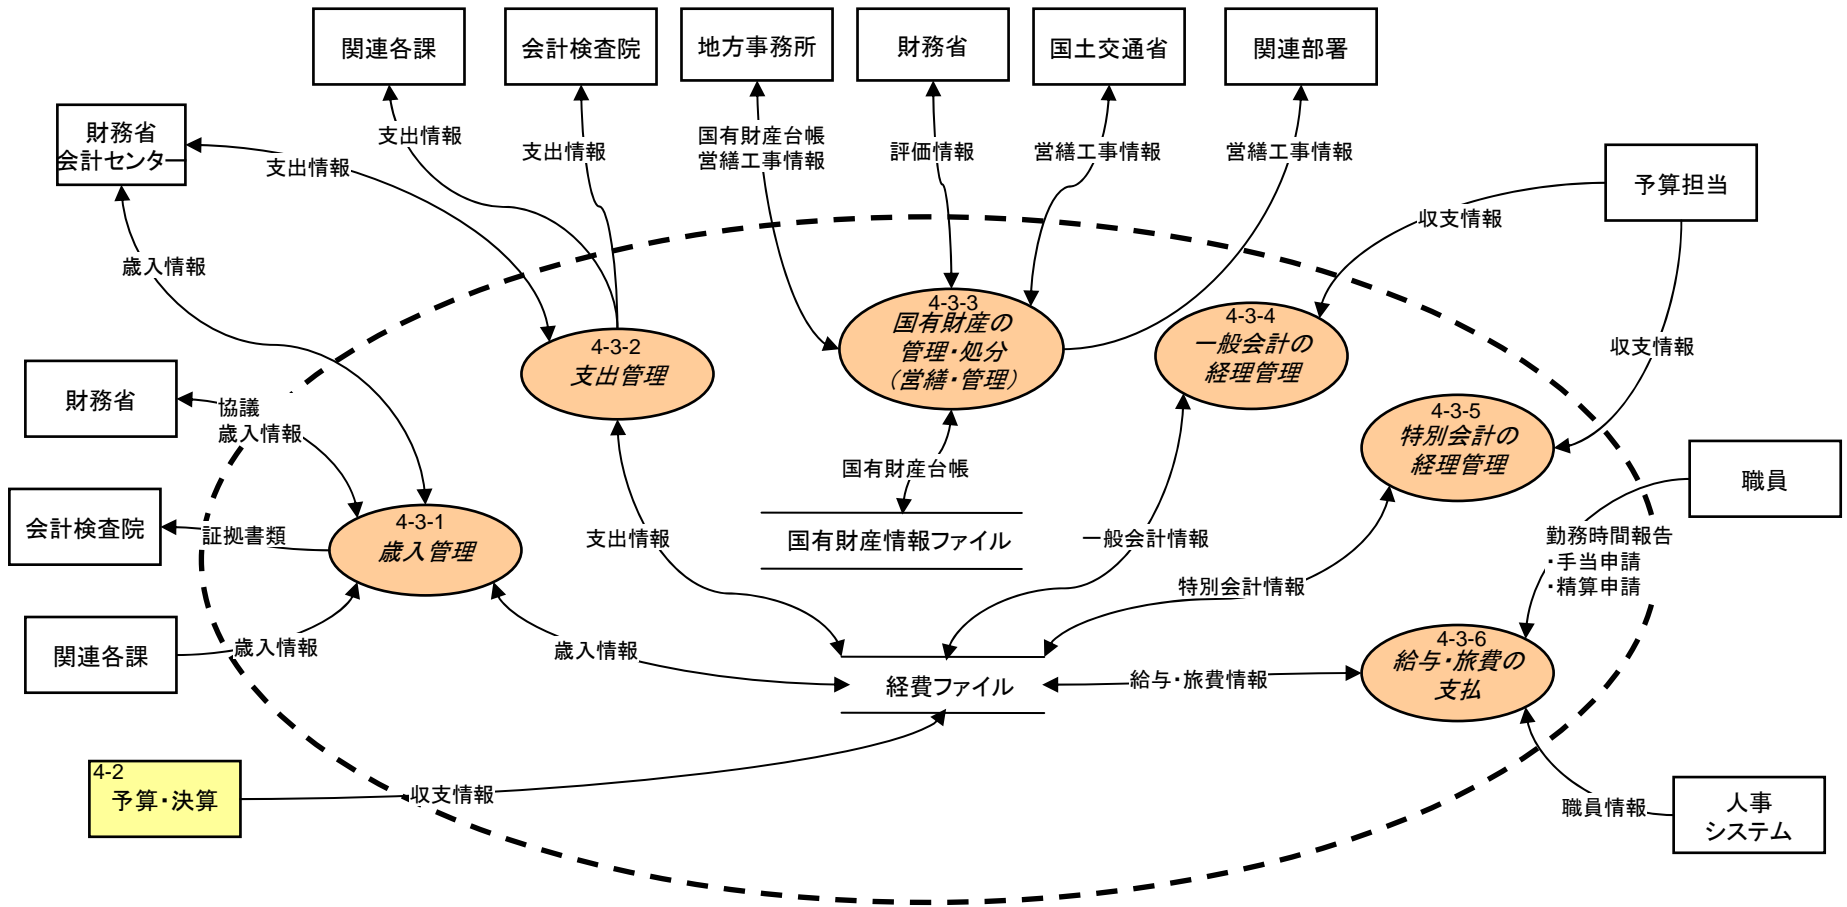 関連各課
会計検査院
地方事務所
財務省
国土交通省
関連部署
財務省
会計センター
支出情報
支出情報
支出情報
国有財産台帳
営繕工事情報
評価情報
営繕工事情報
営繕工事情報
予算担当
収支情報
歳入情報
4-3-2
支出管理
4-3-3
国有財産の
管理・処分
（営繕・管理）
4-3-4
一般会計の
経理管理
収支情報
財務省
協議
歳入情報
4-3-5
特別会計の
経理管理
国有財産台帳
職員
会計検査院
証拠書類
4-3-1
歳入管理
支出情報
国有財産情報ファイル
一般会計情報
勤務時間報告
・手当申請
・精算申請
特別会計情報
関連各課
歳入情報
歳入情報
経費ファイル
給与・旅費情報
4-3-6
給与・旅費の
支払
4-2
予算・決算
収支情報
職員情報
人事
システム